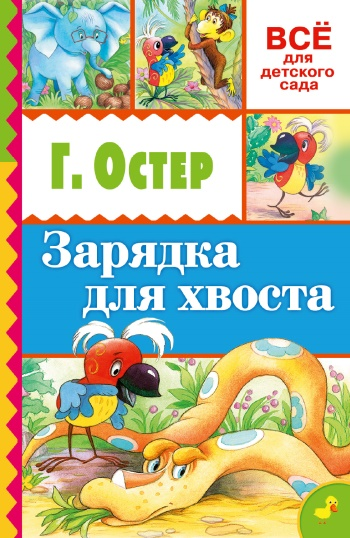 ВСЁ
для
детского
сада
Г. Остер
Зарядка
для хвоста